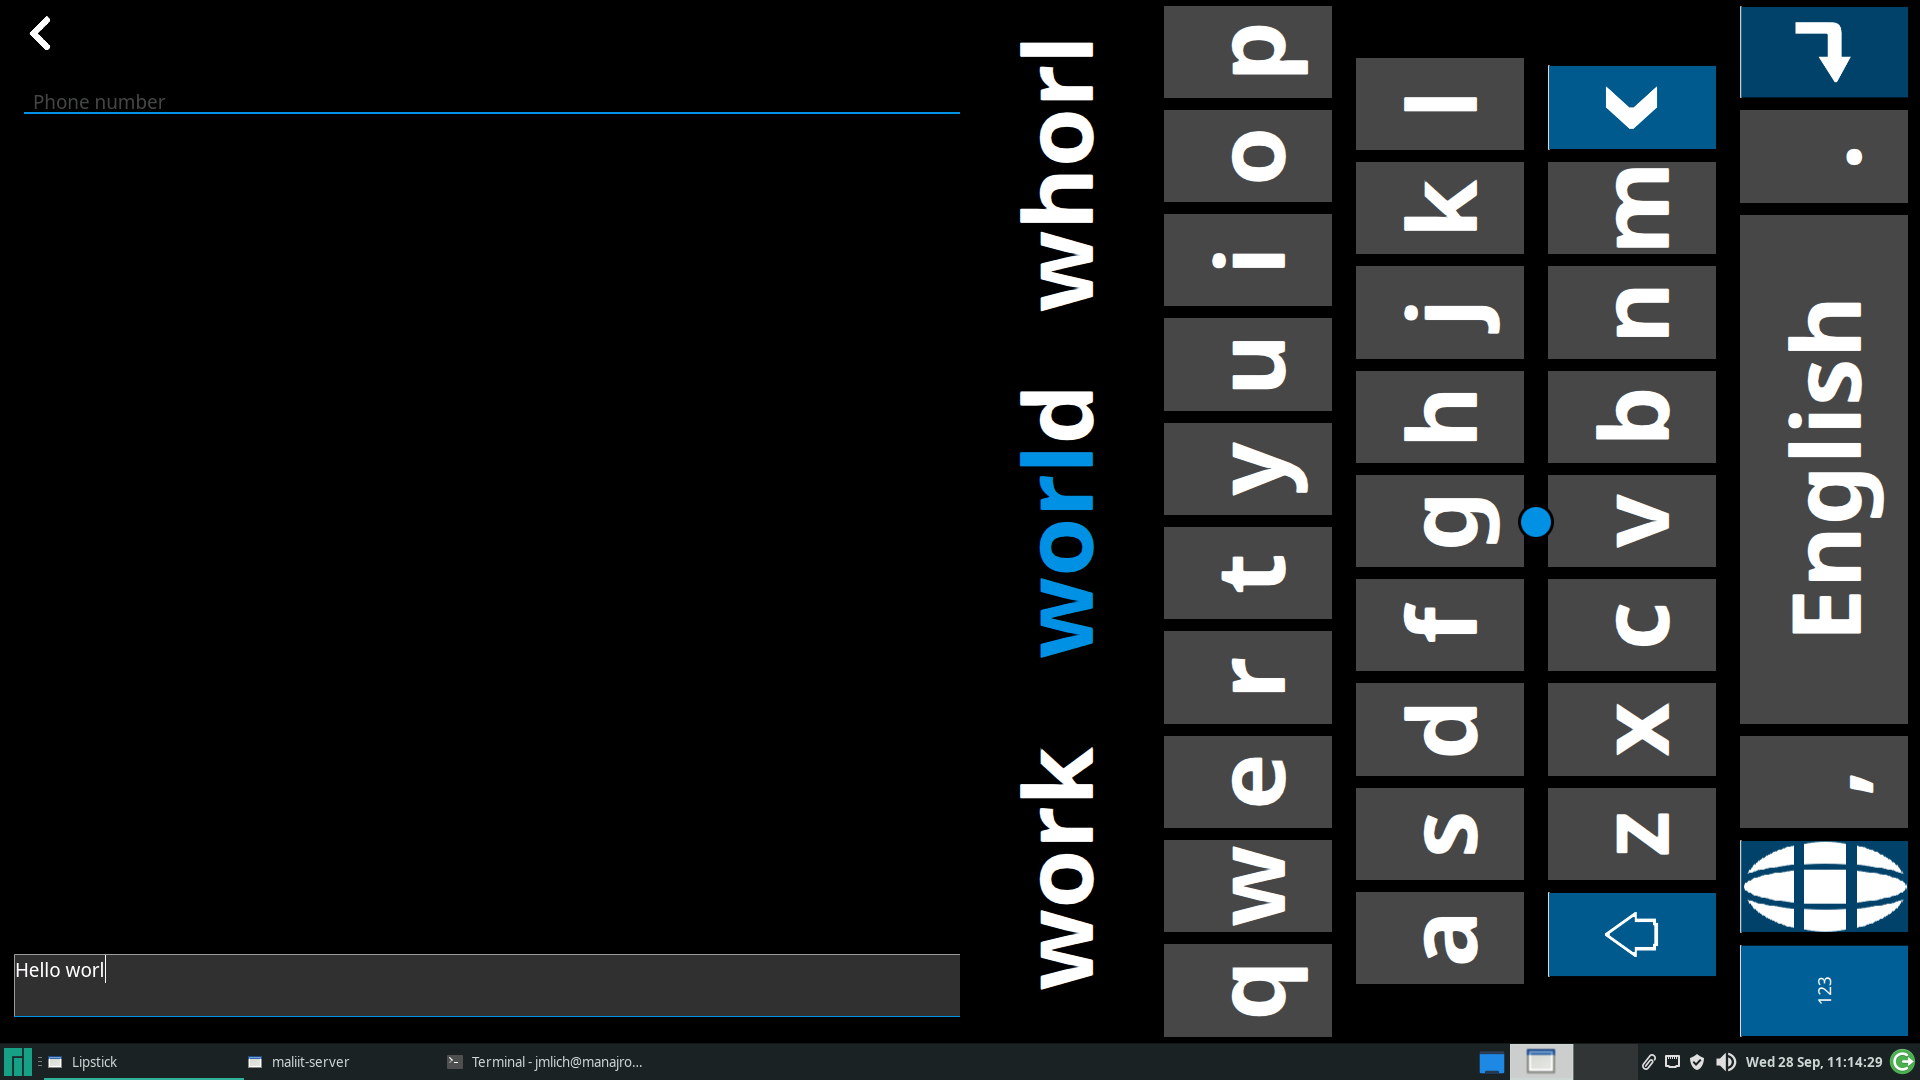 Phone number
Hello worl
work world whorl
q w e r t y u i o p
a s d f g h j k l
z x c v b n m
123 , English .
Lipstick
maliit-server
Terminal - jmlich@manajro...
Wed 28 Sep, 11:14:29